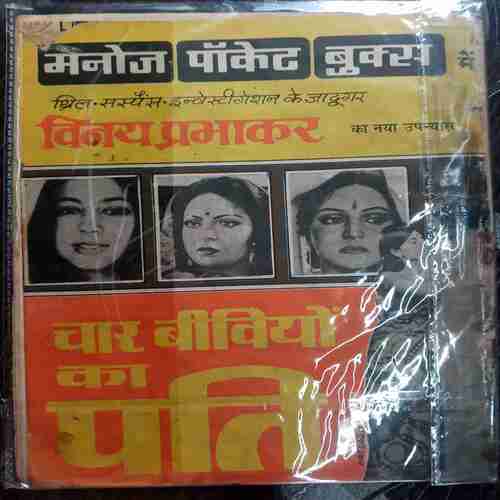 मनोज पॉकेट बुक्स में
थ्रिल-सस्पैंस-इन्वेस्टीगेशन के जादूगर
विनय प्रभाकर का नया उपन्यास
चार बीवियों
का
पति